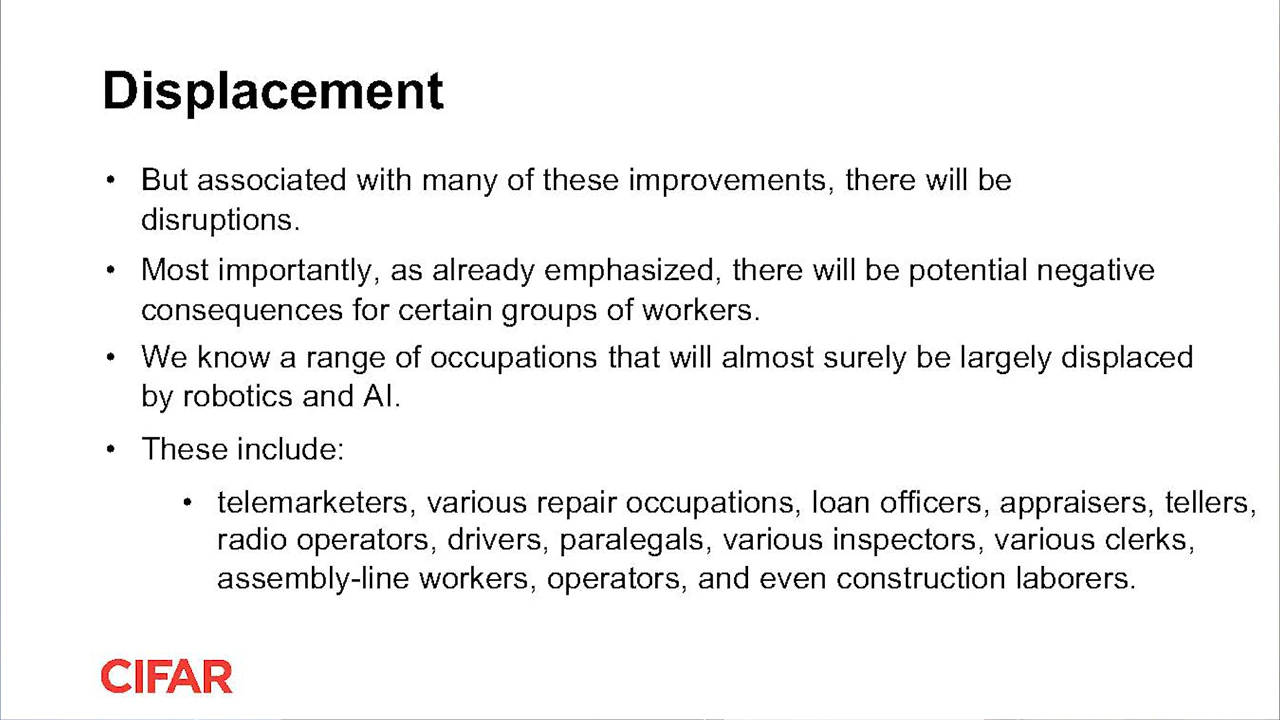 Displacement
• But associated with many of these improvements, there will be
disruptions.
• Most importantly, as already emphasized, there will be potential negative
consequences for certain groups of workers.
• We know a range of occupations that will almost surely be largely displaced
by robotics and AI.
• These include:
• telemarketers, various repair occupations, loan officers, appraisers, tellers,
radio operators, drivers, paralegals, various inspectors, various clerks,
assembly-line workers, operators, and even construction laborers.
CIFAR